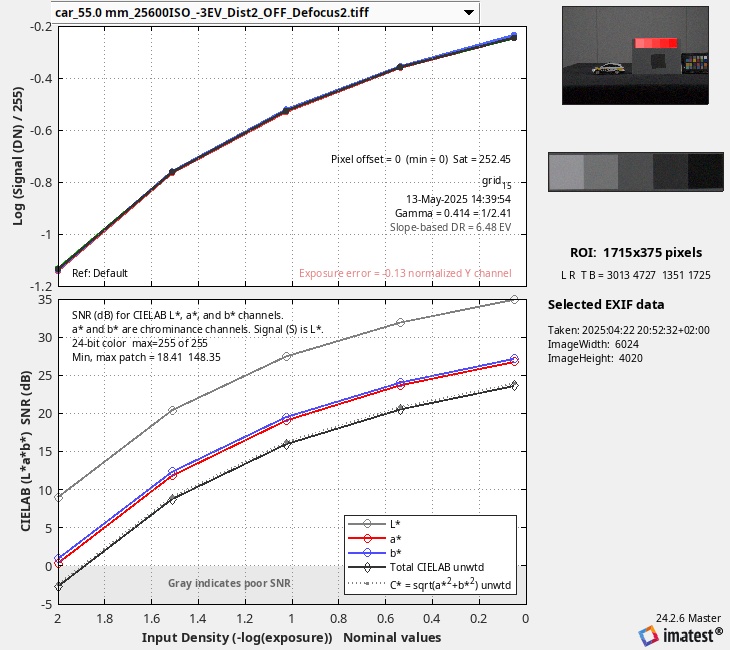 car_55.0 mm_25600ISO_-3EV_Dist2_OFF_Defocus2.tiff
-0.2
-0.4
-0.6
-0.8
-1
-1.2
Log (Signal (DN) / 255)
Pixel offset = 0 (min = 0) Sat = 252.45
grid_15
13-May-2025 14:39:54
Gamma = 0.414 = 1/2.41
Slope-based DR = 6.48 EV
Ref: Default
Exposure error = -0.13 normalized Y channel
35
30
25
20
15
10
5
0
-5
CIELAB (L*a*b*) SNR (dB)
SNR (dB) for CIELAB L*, a*, and b* channels.
a* and b* are chrominance channels. Signal (S) is L*.
24-bit color max=255 of 255
Min, max patch = 18.41 148.35
L*
a*
b*
Total CIELAB unwtd
C* = sqrt(a*²+b*²) unwtd
Gray indicates poor SNR
2 1.8 1.6 1.4 1.2 1 0.8 0.6 0.4 0.2 0
Input Density (-log(exposure)) Nominal values
ROI: 1715x375 pixels
L R T B = 3013 4727 1351 1725
Selected EXIF data
Taken: 2025:04:22 20:52:32+02:00
ImageWidth: 6024
ImageHeight: 4020
24.2.6 Master
imatest®